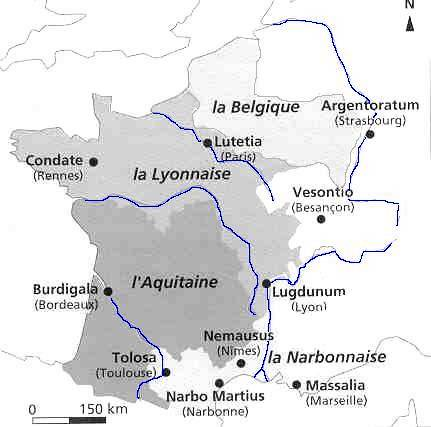 N
la Belgique
Argentoratum
(Strasbourg)
Lutetia
(Paris)
Condate
(Rennes)
la Lyonnaise
Vesontio
(Besançon)
l'Aquitaine
Burdigala
(Bordeaux)
Lugdunum
(Lyon)
Nemausus
(Nîmes)
la Narbonnaise
Tolosa
(Toulouse)
Narbo Martius
(Narbonne)
Massalia
(Marseille)
0 150 km